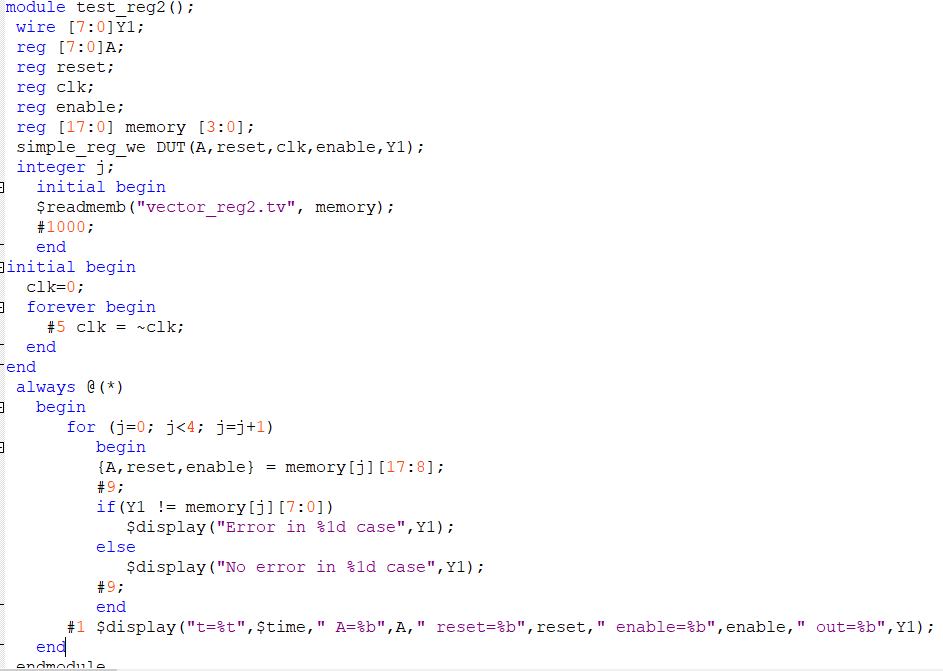 module test_reg2();
wire [7:0]Y1;
reg [7:0]A;
reg reset;
reg clk;
reg enable;
reg [17:0] memory [3:0];
simple_reg_we DUT(A,reset,clk,enable,Y1);
integer j;
initial begin
$readmemb("vector_reg2.tv", memory);
#1000;
end
initial begin
clk=0;
forever begin
#5 clk = ~clk;
end
end
always @(*)
begin
for (j=0; j<4; j=j+1)
begin
{A,reset,enable} = memory[j][17:8];
#9;
if(Y1 != memory[j][7:0])
$display("Error in %1d case",Y1);
else
$display("No error in %1d case",Y1);
#9;
end
#1 $display("t=%t",$time," A=%b",A," reset=%b",reset," enable=%b",enable," out=%b",Y1);
end
endmodule